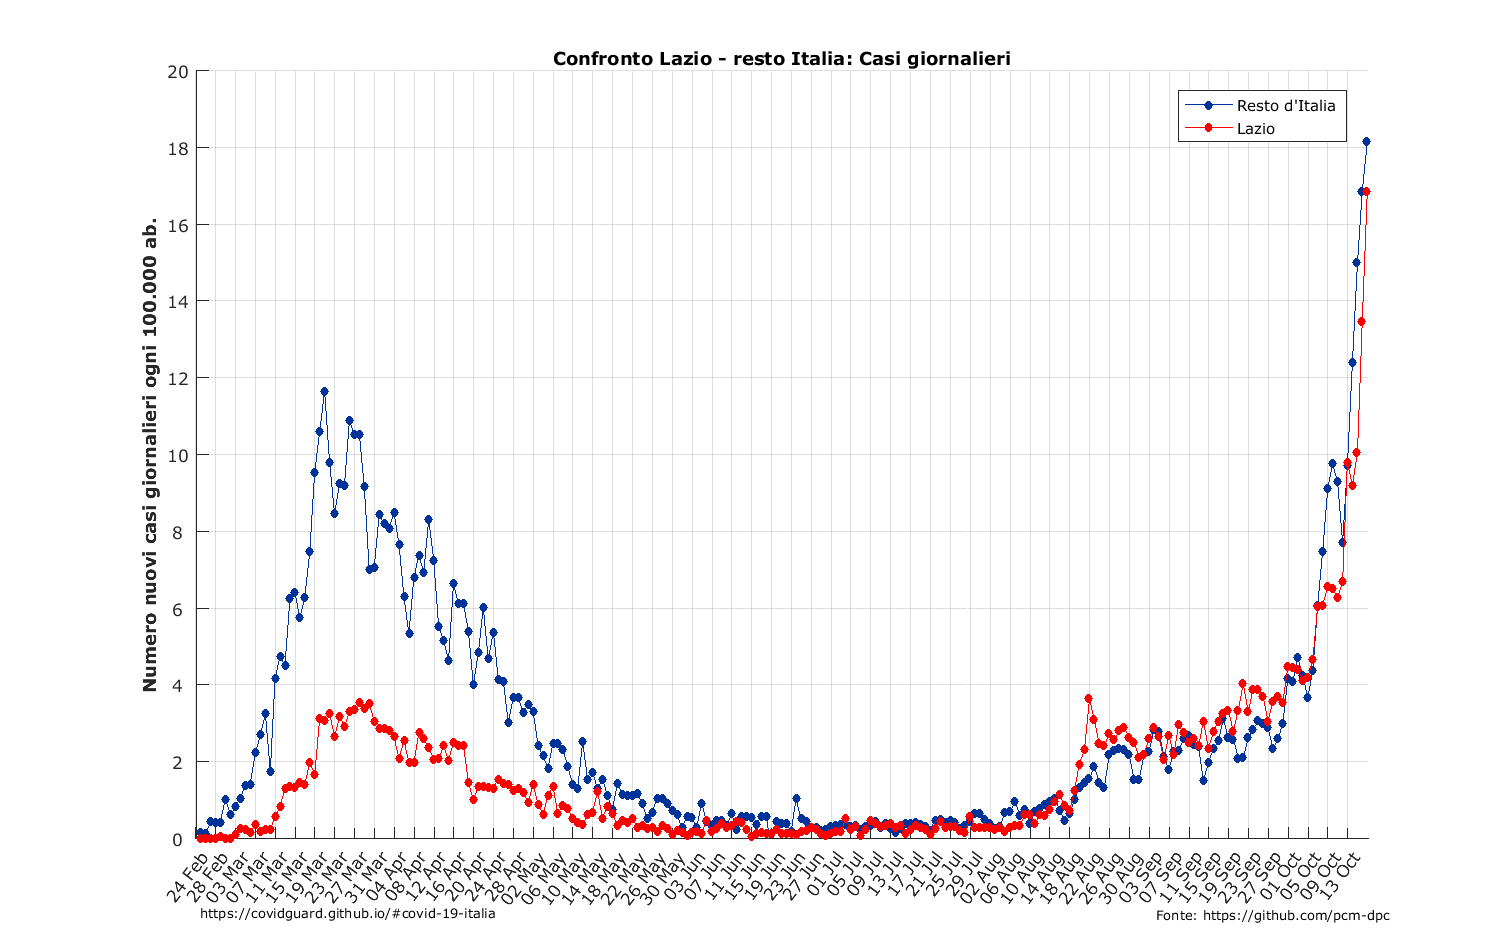 Confronto Lazio - resto Italia: Casi giornalieri
Resto d'Italia
Lazio
Numero nuovi casi giornalieri ogni 100.000 ab.
20
18
16
14
12
10
8
6
4
2
0
24 Feb
28 Feb
03 Mar
07 Mar
11 Mar
15 Mar
19 Mar
23 Mar
27 Mar
31 Mar
04 Apr
08 Apr
12 Apr
16 Apr
20 Apr
24 Apr
28 Apr
02 May
06 May
10 May
14 May
18 May
22 May
26 May
30 May
03 Jun
07 Jun
11 Jun
15 Jun
19 Jun
23 Jun
27 Jun
01 Jul
05 Jul
09 Jul
13 Jul
17 Jul
21 Jul
25 Jul
29 Jul
02 Aug
06 Aug
10 Aug
14 Aug
18 Aug
22 Aug
26 Aug
30 Aug
03 Sep
07 Sep
11 Sep
15 Sep
19 Sep
23 Sep
27 Sep
01 Oct
05 Oct
09 Oct
13 Oct
https://covidguard.github.io/#covid-19-italia
Fonte: https://github.com/pcm-dpc